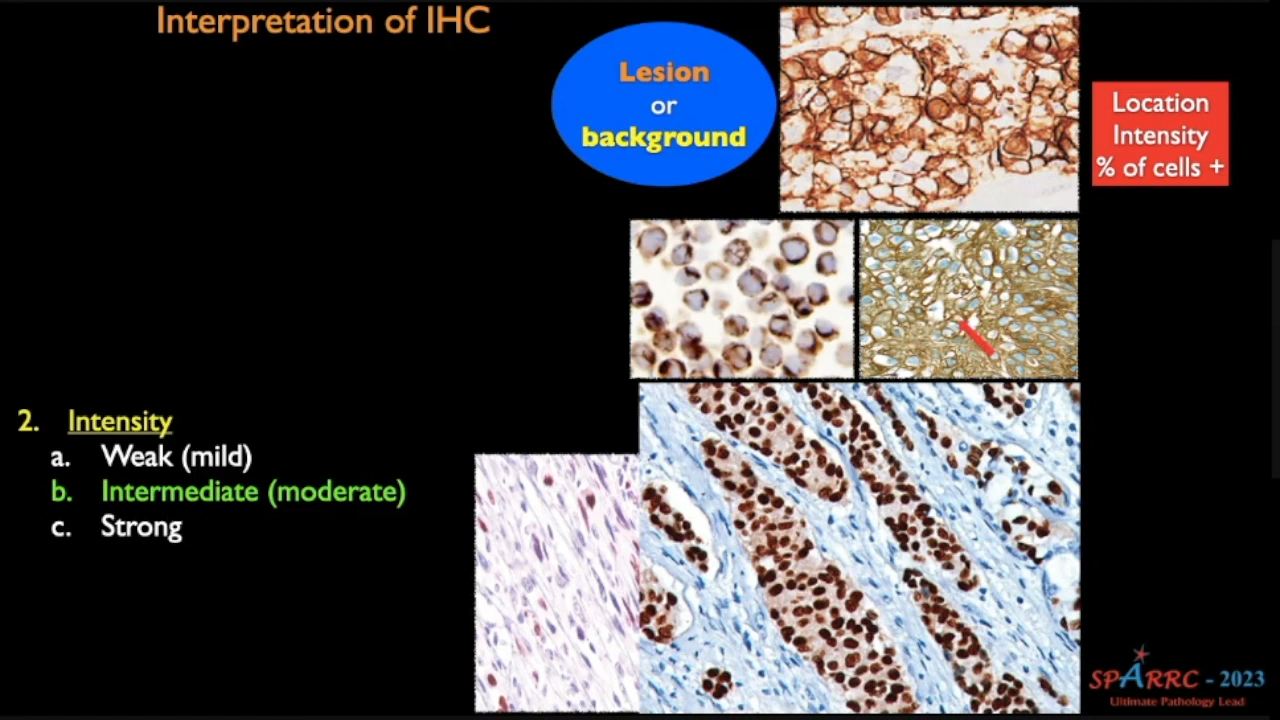 Interpretation of IHC
Lesion
or
background
Location
Intensity
% of cells +
2. Intensity
a. Weak (mild)
b. Intermediate (moderate)
c. Strong
SPARRC - 2023
Ultimate Pathology Lead